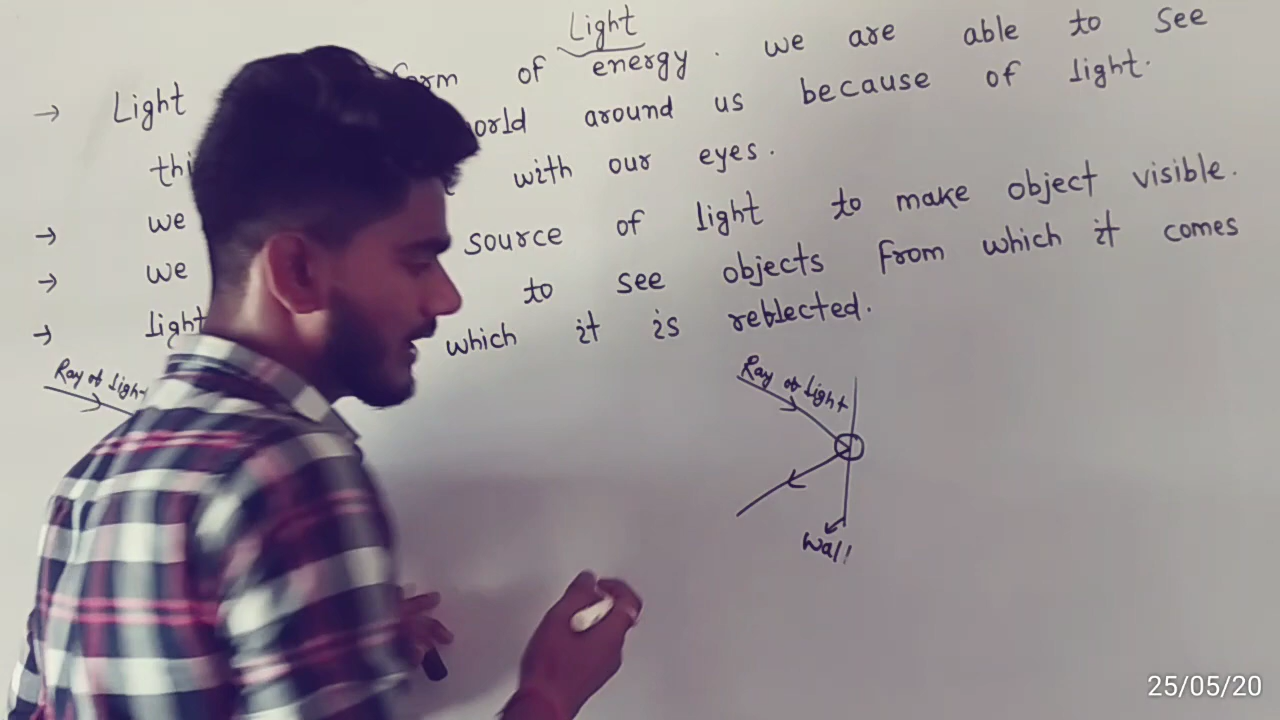 Light
→ Light form of energy. we are able to see
thi orld around us because of light.
with our eyes.
→ we source of light to make object visible.
→ we to see objects from which it comes
→ light which it is reblected.
Ray of light
Ray of light
wall
25/05/20